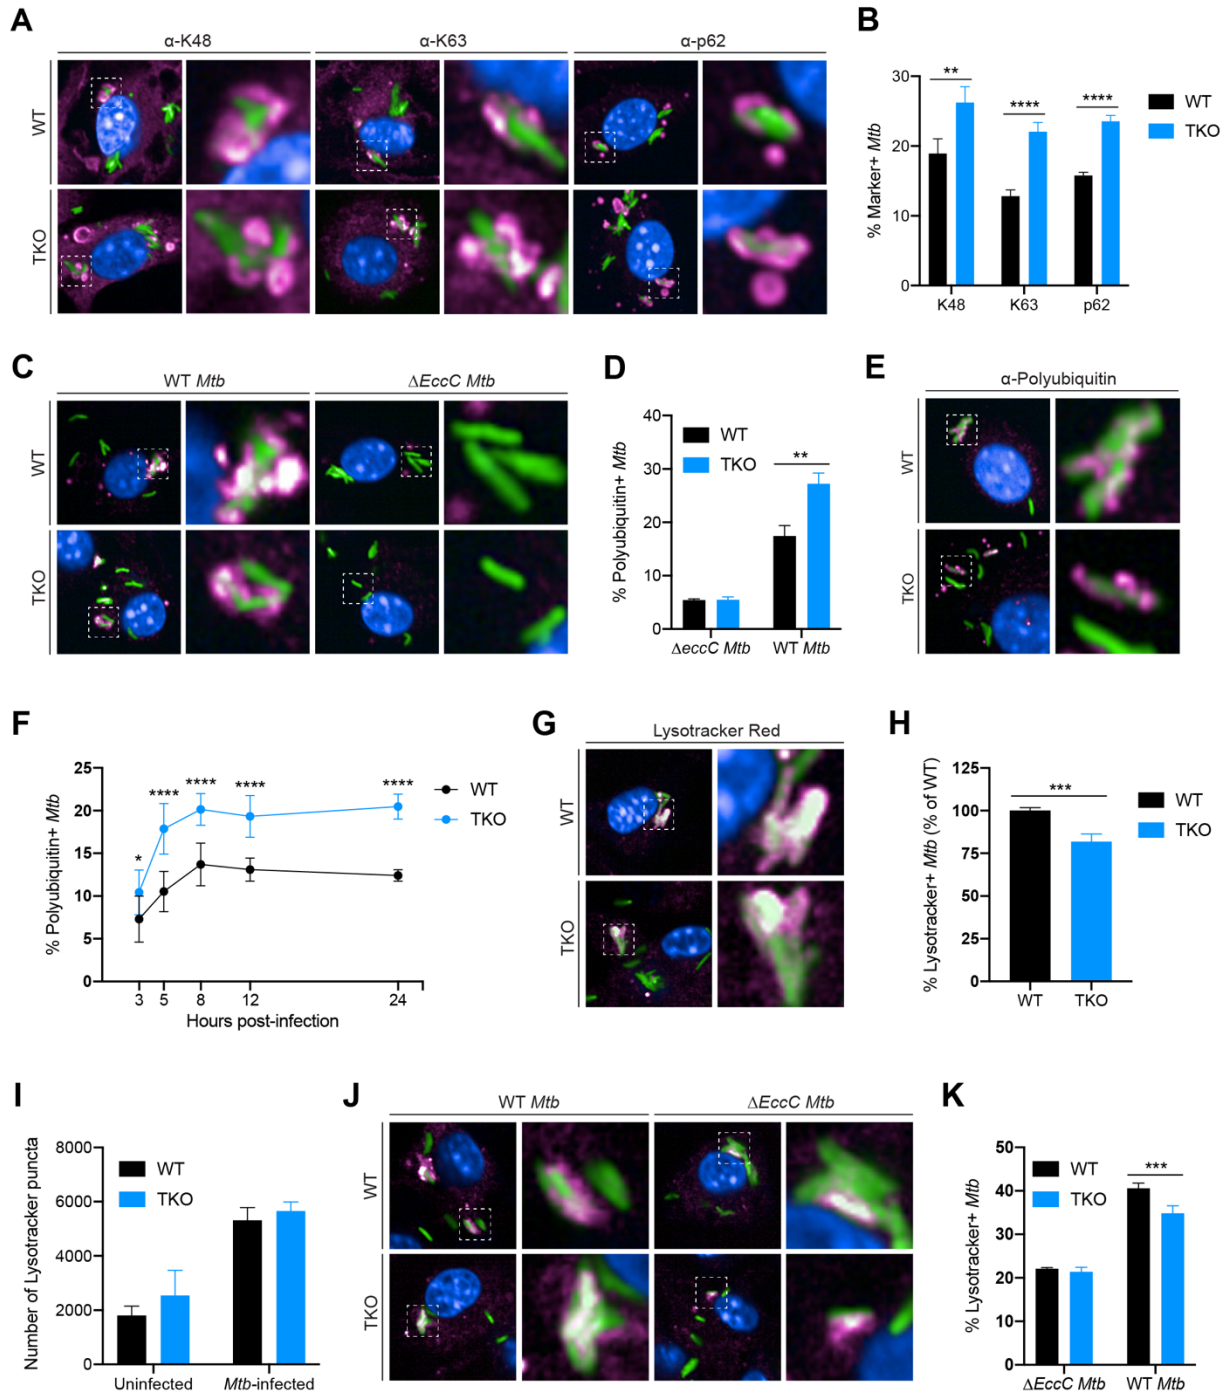 A
α-K48
α-K63
α-p62
WT
TKO
B
% Marker+ Mtb
30
20
10
0
**
****
****
K48
K63
p62
WT
TKO
C
WT Mtb
ΔEccC Mtb
WT
TKO
D
% Polyubiquitin+ Mtb
40
30
20
10
0
WT
TKO
**
ΔeccC Mtb
WT Mtb
E
α-Polyubiquitin
WT
TKO
F
% Polyubiquitin+ Mtb
25
20
15
10
5
0
*
****
****
****
****
WT
TKO
3
5
8
12
24
Hours post-infection
G
Lysotracker Red
WT
TKO
H
% Lysotracker+ Mtb (% of WT)
125
100
75
50
25
0
***
WT
TKO
WT
TKO
I
Number of Lysotracker puncta
8000
6000
4000
2000
0
WT
TKO
Uninfected
Mtb-infected
J
WT Mtb
ΔEccC Mtb
WT
TKO
K
% Lysotracker+ Mtb
50
40
30
20
10
0
WT
TKO
***
ΔEccC Mtb
WT Mtb